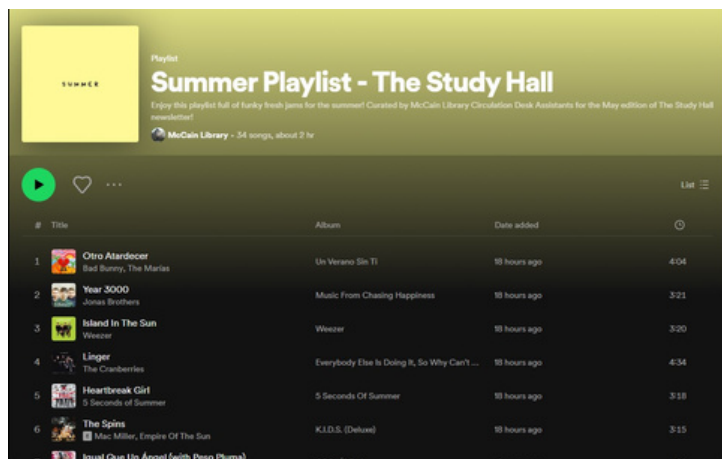 SUMMER
Playlist
Summer Playlist - The Study Hall
Enjoy this playlist full of funky fresh jams for the summer! Curated by McCain Library Circulation Desk Assistants for the May edition of The Study Hall
newsletter!
McCain Library • 34 songs, about 2 hr
List
# Title Album Date added
1 Otro Atardecer Un Verano Sin Ti 18 hours ago 4:04
Bad Bunny, The Marías
2 Year 3000 Music From Chasing Happiness 18 hours ago 3:21
Jonas Brothers
3 Island In The Sun Weezer 18 hours ago 3:20
Weezer
4 Linger Everybody Else Is Doing It, So Why Can't ... 18 hours ago 4:34
The Cranberries
5 Heartbreak Girl 5 Seconds Of Summer 18 hours ago 3:18
5 Seconds of Summer
6 The Spins K.I.D.S. (Deluxe) 18 hours ago 3:15
E Mac Miller, Empire Of The Sun
Igual Que Un Ángel (with Peso Pluma)